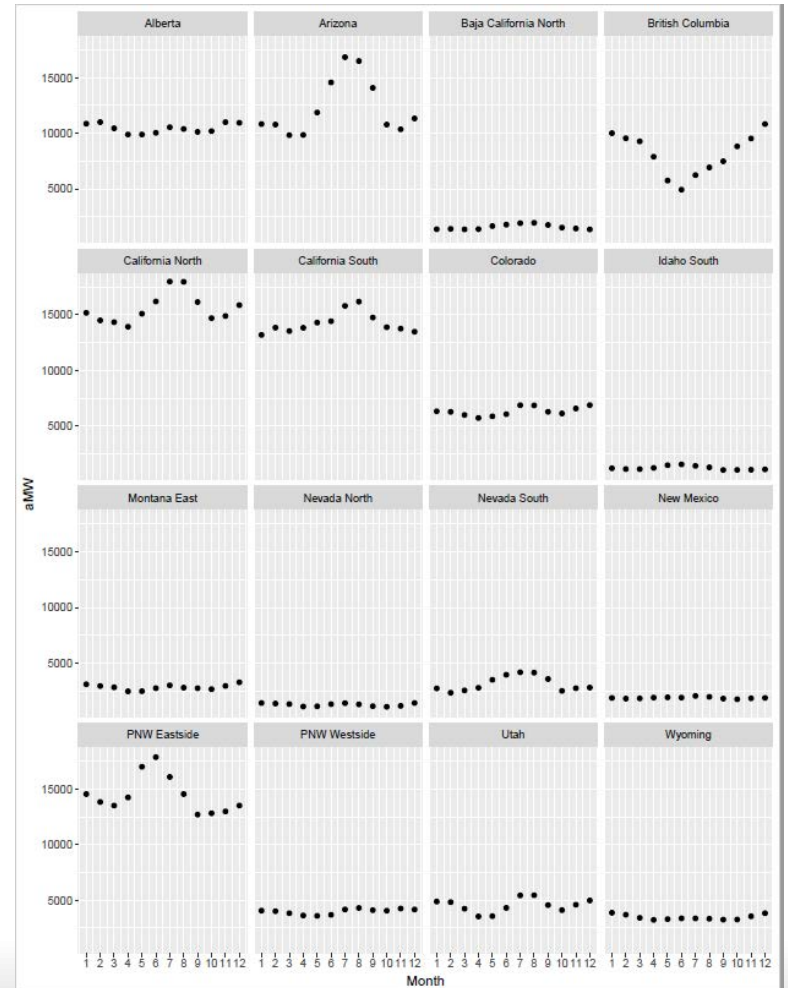 Alberta Arizona Baja California North British Columbia
15000
10000
5000
California North California South Colorado Idaho South
15000
10000
5000
aMW
Montana East Nevada North Nevada South New Mexico
15000
10000
5000
PNW Eastside PNW Westside Utah Wyoming
15000
10000
5000
1 2 3 4 5 6 7 8 9 10 11 12 1 2 3 4 5 6 7 8 9 10 11 12 1 2 3 4 5 6 7 8 9 10 11 12 1 2 3 4 5 6 7 8 9 10 11 12
Month